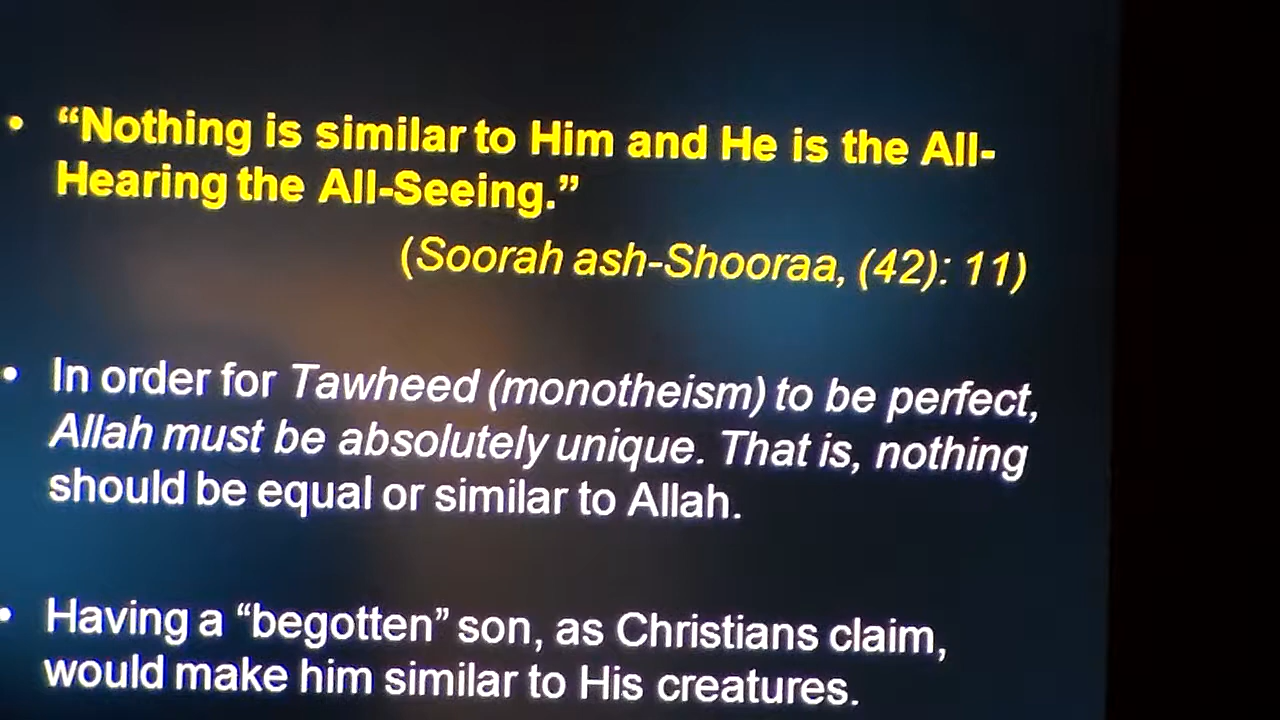 • “Nothing is similar to Him and He is the All-
Hearing the All-Seeing.”
(Soorah ash-Shooraa, (42): 11)
• In order for Tawheed (monotheism) to be perfect,
Allah must be absolutely unique. That is, nothing
should be equal or similar to Allah.
• Having a “begotten” son, as Christians claim,
would make him similar to His creatures.